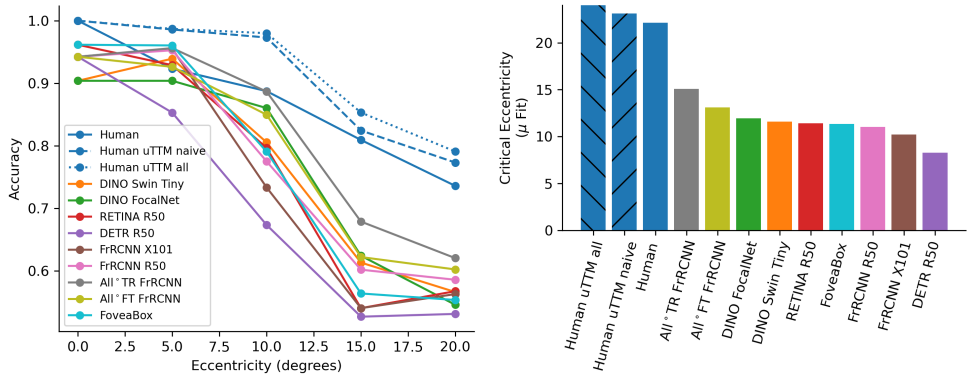 1.0
0.9
0.8
0.7
0.6
Accuracy
Human
Human uTTM naive
Human uTTM all
DINO Swin Tiny
DINO FocalNet
RETINA R50
DETR R50
FrRCNN X101
FrRCNN R50
All°TR FrRCNN
All°FT FrRCNN
FoveaBox
0.0 2.5 5.0 7.5 10.0 12.5 15.0 17.5 20.0
Eccentricity (degrees)
Critical Eccentricity
(μ Fit)
20
15
10
5
0
Human uTTM all
Human uTTM naive
Human
All°TR FrRCNN
All°FT FrRCNN
DINO FocalNet
DINO Swin Tiny
RETINA R50
FoveaBox
FrRCNN R50
FrRCNN X101
DETR R50